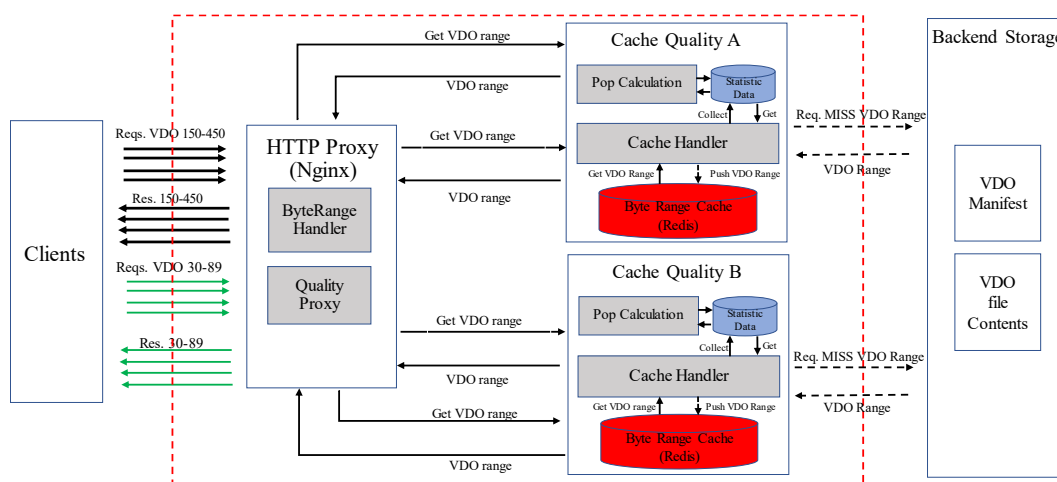 Clients
Reqs. VDO 150-450
Res. 150-450
Reqs. VDO 30-89
Res. 30-89
HTTP Proxy
(Nginx)
ByteRange
Handler
Quality
Proxy
Get VDO range
VDO range
Get VDO range
VDO range
Get VDO range
VDO range
Get VDO range
VDO range
Cache Quality A
Pop Calculation
Statistic
Data
Collect
Get
Cache Handler
Get VDO Range
Push VDO Range
Byte Range Cache
(Redis)
Cache Quality B
Pop Calculation
Statistic
Data
Collect
Get
Cache Handler
Get VDO range
Push VDO Range
Byte Range Cache
(Redis)
Req. MISS VDO Range
VDO Range
Req. MISS VDO Range
VDO Range
Backend Storage
VDO
Manifest
VDO
file
Contents